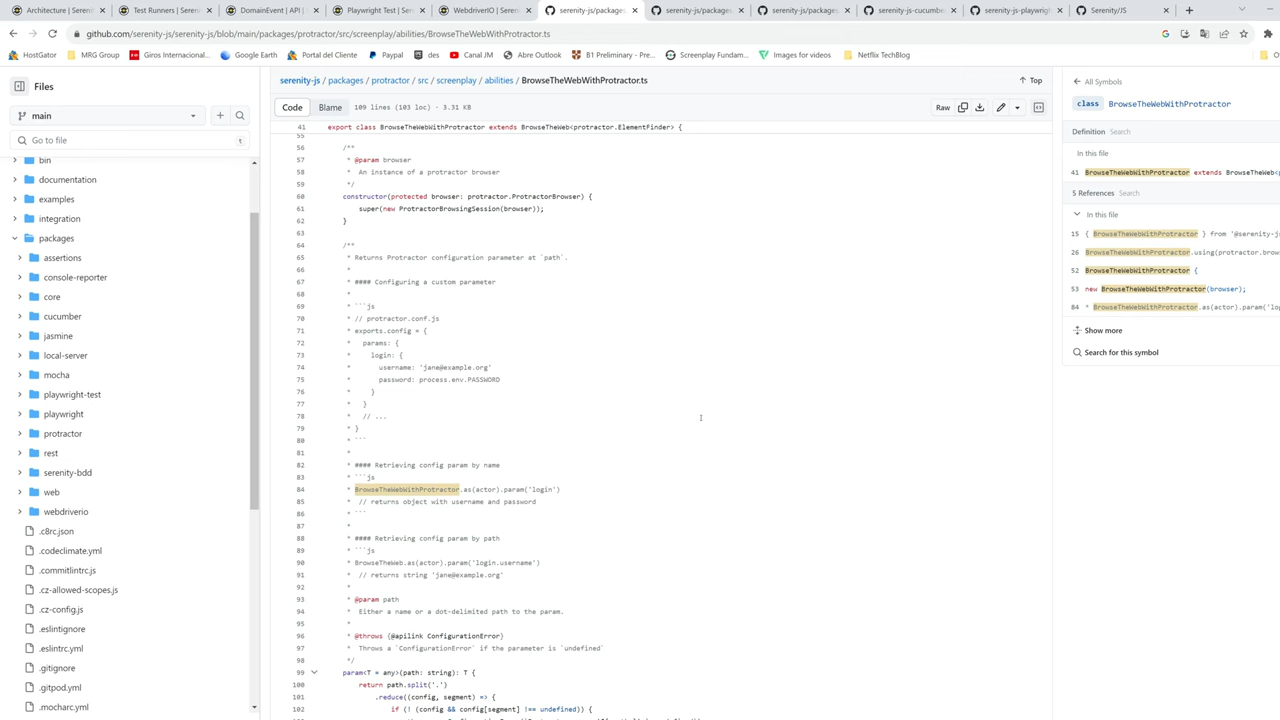 Architecture | Serenity
Test Runners | Serenity
DomainEvent | API |
Playwright Test | Seren
WebdriverIO | Serenity
serenity-js/packages
serenity-js/packages
serenity-js/packages
serenity-js-cucumbe
serenity-js-playwrigh
Serenity/JS
github.com/serenity-js/serenity-js/blob/main/packages/protractor/src/screenplay/abilities/BrowseTheWebWithProtractor.ts
HostGator
MRG Group
Giros Internacional...
Google Earth
Portal del Cliente
Paypal
des
Canal JM
Abre Outlook
B1 Preliminary - Pre...
Screenplay Fundam...
Images for videos
Netflix TechBlog
Files
main
Go to file
t
bin
documentation
examples
integration
packages
assertions
console-reporter
core
cucumber
jasmine
local-server
mocha
playwright-test
playwright
protractor
rest
serenity-bdd
web
webdriverio
.c8rc.json
.codeclimate.yml
.commitlintrc.js
.cz-allowed-scopes.js
.cz-config.js
.eslintignore
.eslintrc.yml
.gitignore
.gitpod.yml
.mocharc.yml
serenity-js / packages / protractor / src / screenplay / abilities / BrowseTheWebWithProtractor.ts
Top
Code
Blame
109 lines (103 loc) · 3.31 KB
Raw
41 export class BrowseTheWebWithProtractor extends BrowseTheWeb<protractor.ElementFinder> {
55
56 /**
57 * @param browser
58 * An instance of a protractor browser
59 */
60 constructor(protected browser: protractor.ProtractorBrowser) {
61 super(new ProtractorBrowsingSession(browser));
62 }
63
64 /**
65 * Returns Protractor configuration parameter at `path`.
66 *
67 * #### Configuring a custom parameter
68 *
69 * ```js
70 * // protractor.conf.js
71 * exports.config = {
72 * params: {
73 * login: {
74 * username: 'jane@example.org'
75 * password: process.env.PASSWORD
76 * }
77 * }
78 * // ...
79 * }
80 * ```
81 *
82 * #### Retrieving config param by name
83 * ```js
84 * BrowseTheWebWithProtractor.as(actor).param('login')
85 * // returns object with username and password
86 * ```
87 *
88 * #### Retrieving config param by path
89 * ```js
90 * BrowseTheWeb.as(actor).param('login.username')
91 * // returns string 'jane@example.org'
92 *
93 * @param path
94 * Either a name or a dot-delimited path to the param.
95 *
96 * @throws {@apilink ConfigurationError}
97 * Throws a `ConfigurationError` if the parameter is `undefined`
98 */
99 param<T = any>(path: string): T {
100 return path.split('.')
101 .reduce((config, segment) => {
102 if (! (config && config[segment] !== undefined)) {
All Symbols
class BrowseTheWebWithProtractor
Definition Search
In this file
41 BrowseTheWebWithProtractor extends BrowseTheWeb<p
5 References Search
In this file
15 { BrowseTheWebWithProtractor } from '@serenity-js
26 BrowseTheWebWithProtractor.using(protractor.brow
52 BrowseTheWebWithProtractor {
53 new BrowseTheWebWithProtractor(browser);
84 * BrowseTheWebWithProtractor.as(actor).param('log
Show more
Search for this symbol